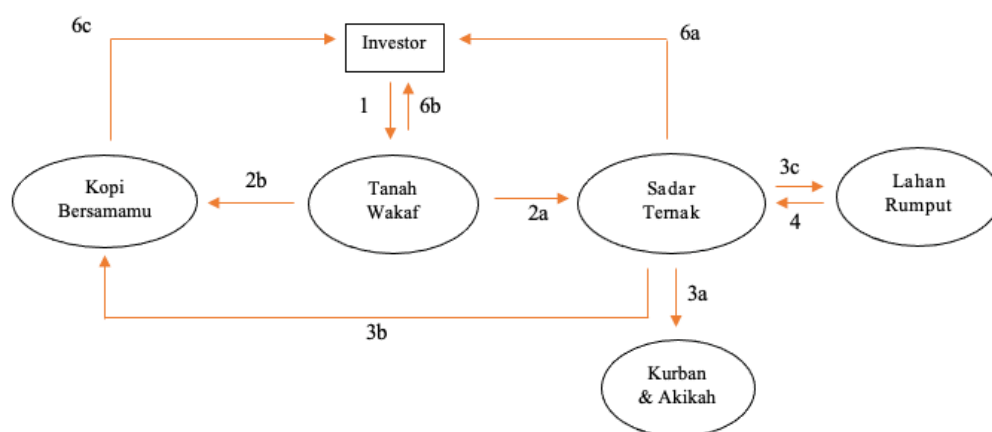 6c
Investor
6a
1
6b
Kopi
Bersamamu
2b
Tanah
Wakaf
2a
Sadar
Ternak
3c
4
Lahan
Rumput
3a
3b
Kurban
& Akikah